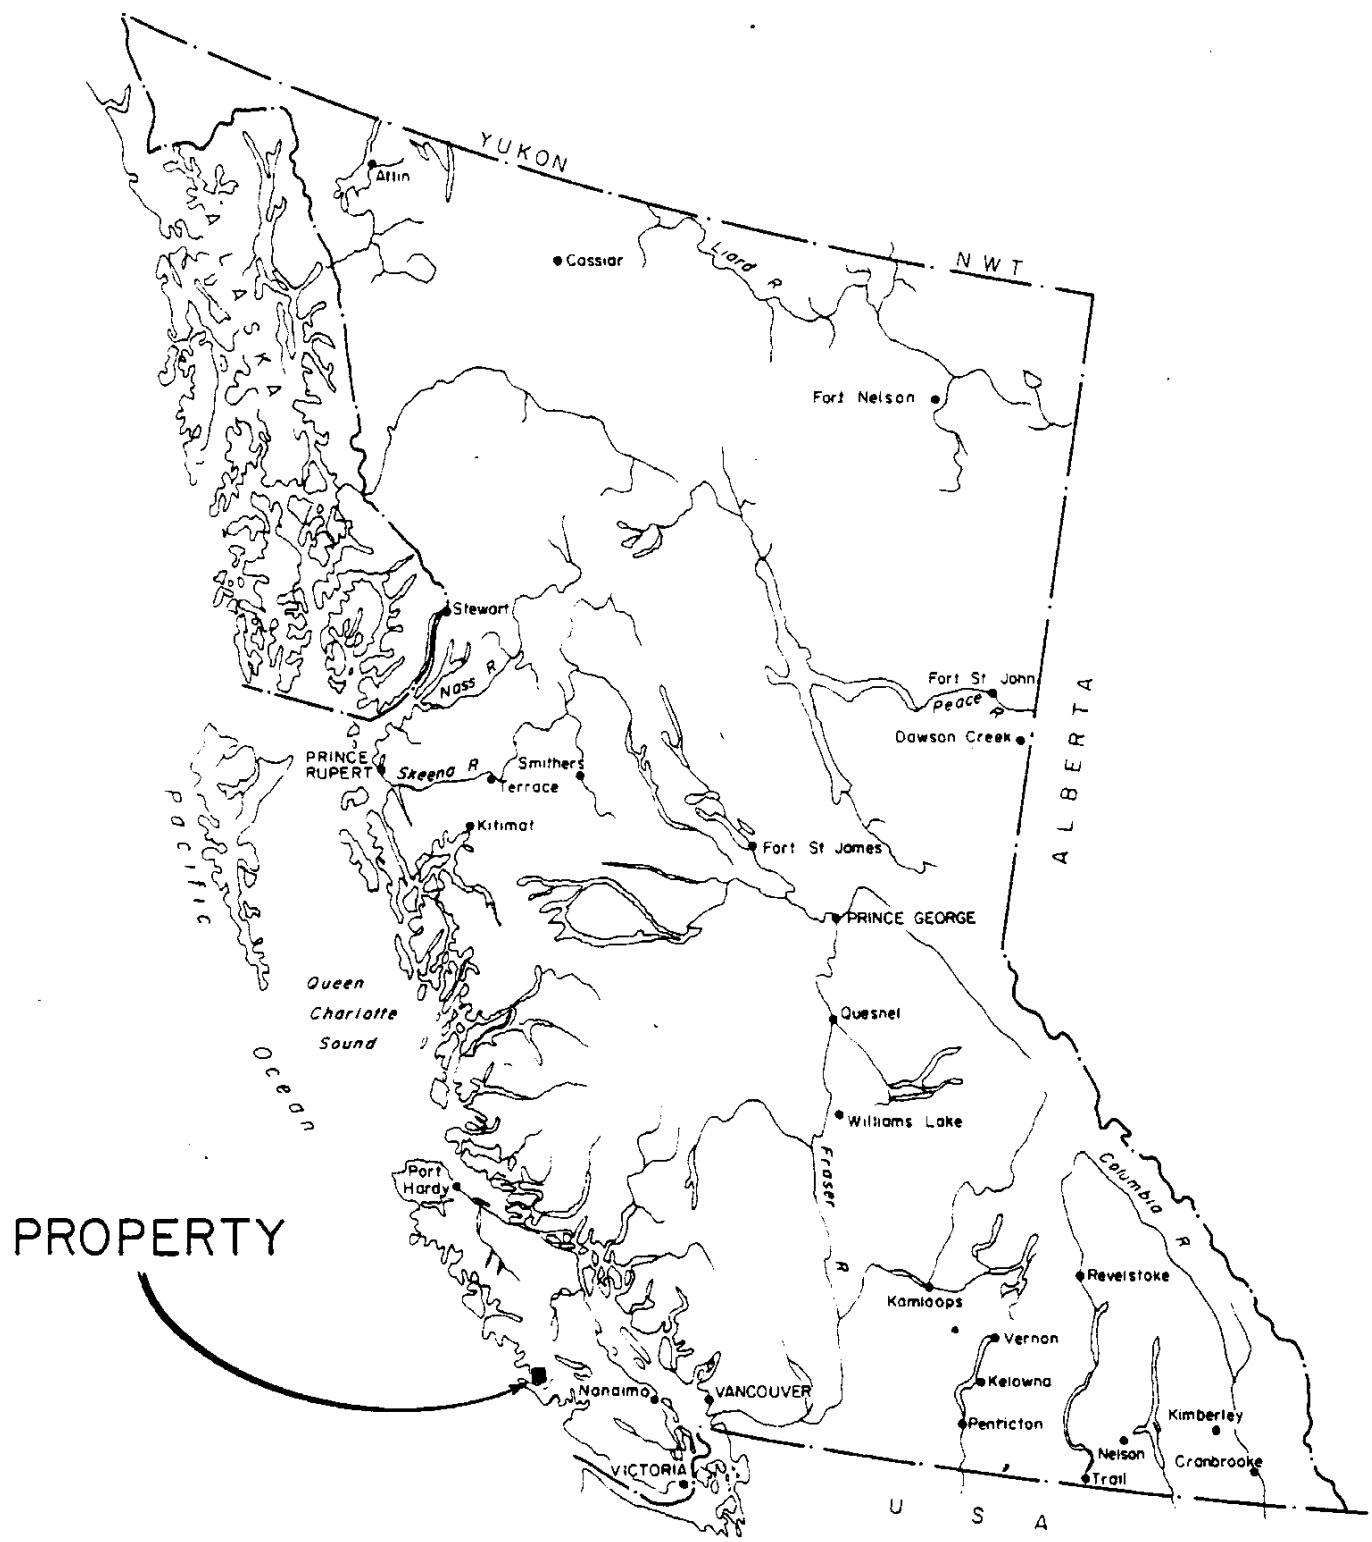 YUKON
Atlin
ALASKA
Cassiar
Liard R
NWT
Fort Nelson
Stewart
Nass R
Fort St John
Peace R
Dawson Creek
ALBERTA
PRINCE
RUPERT
Skeena R
Terrace
Smithers
Kitimat
Pacific
Ocean
Fort St James
PRINCE GEORGE
Queen
Charlotte
Sound
Quesnel
Williams Lake
Fraser R
Columbia R
Port
Hardy
PROPERTY
Revelstoke
Kamloops
Vernon
Kelowna
Nanaimo
VANCOUVER
Penticton
Kimberley
Nelson
Cranbrooke
Trail
VICTORIA
U S A